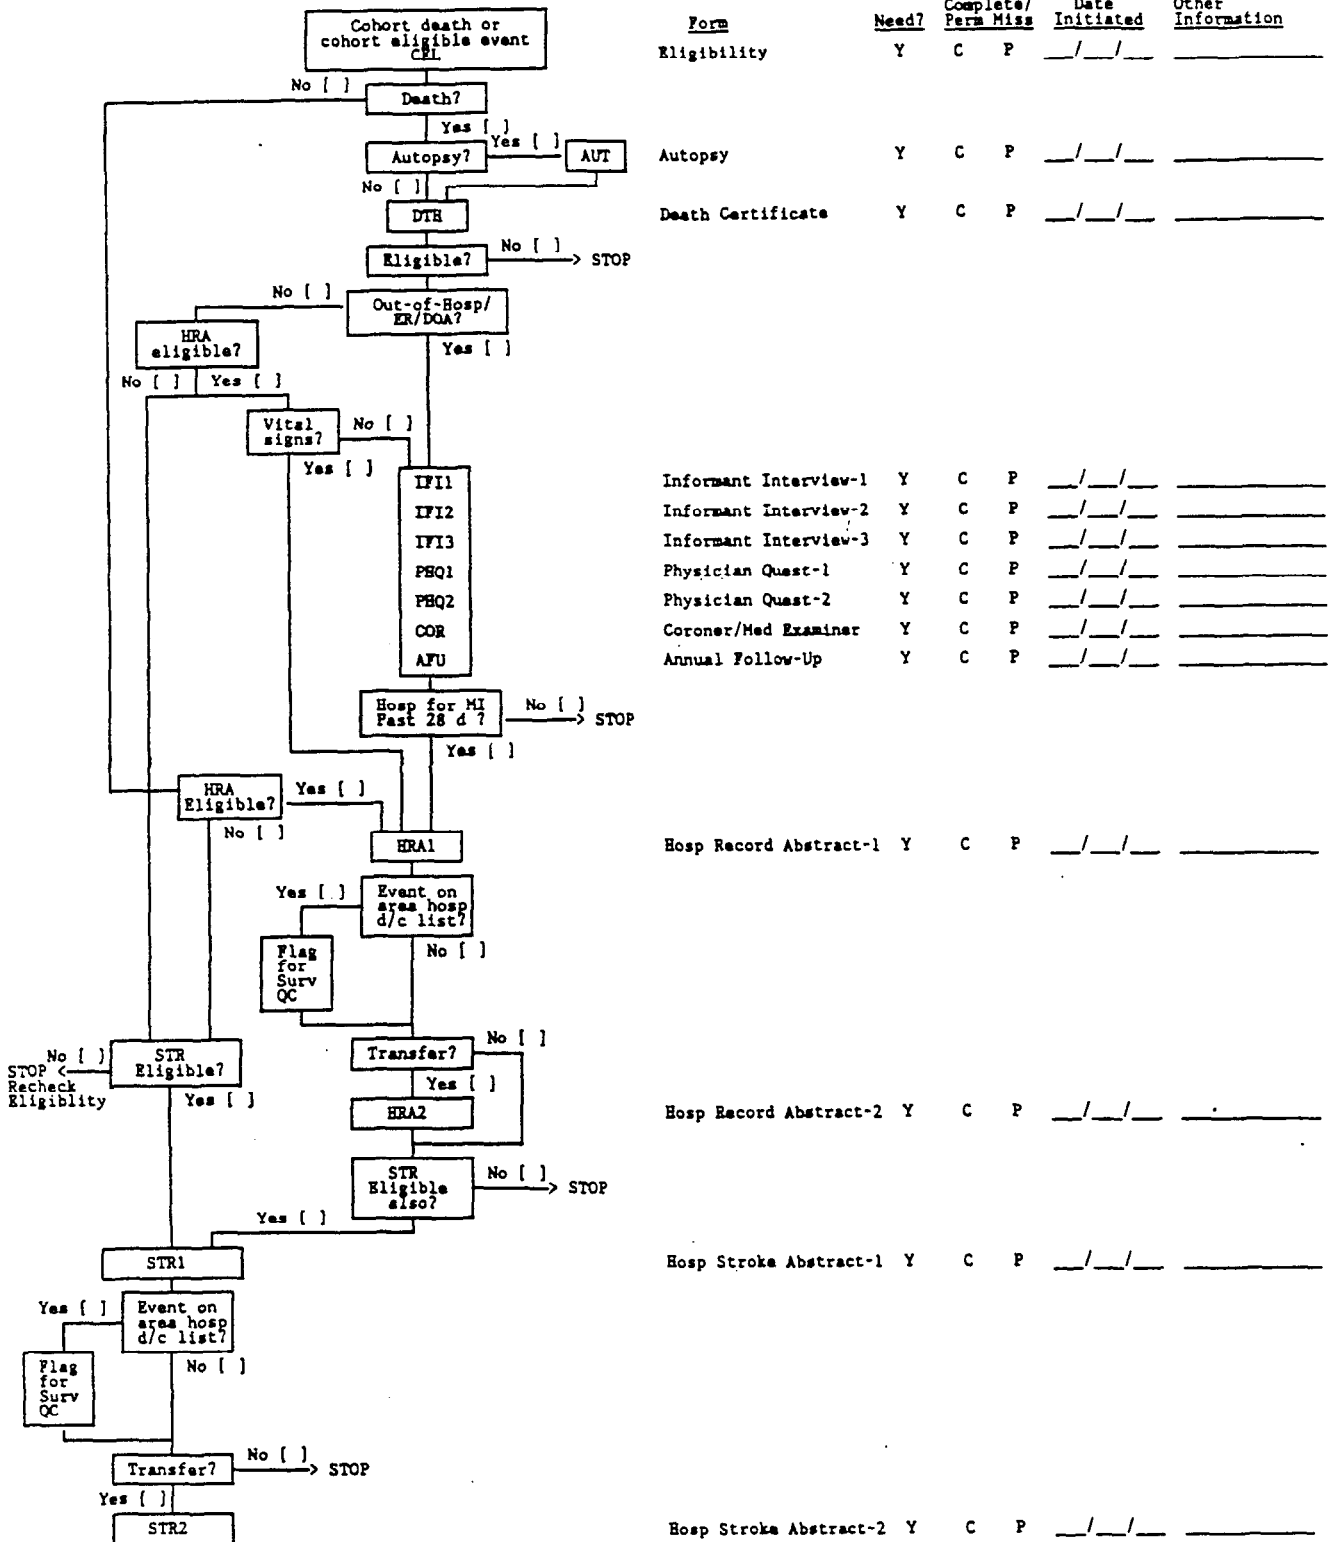 Form Need? Complete/ Perm Miss Date Initiated Other Information
Cohort death or
cohort eligible event
CEL
Eligibility Y C P __/__/__
No [ ]
Death?
Yes [ ]
Autopsy?
Yes [ ]
AUT
Autopsy Y C P __/__/__
No [ ]
DTH
Death Certificate Y C P __/__/__
Eligible?
No [ ]
> STOP
No [ ]
Out-of-Hosp/
ER/DOA?
Yes [ ]
HRA
eligible?
No [ ] Yes [ ]
Vital
signs?
No [ ]
Yes [ ]
IFI1
Informant Interview-1 Y C P __/__/__
IFI2
Informant Interview-2 Y C P __/__/__
IFI3
Informant Interview-3 Y C P __/__/__
PHQ1
Physician Quest-1 Y C P __/__/__
PHQ2
Physician Quest-2 Y C P __/__/__
COR
Coroner/Med Examiner Y C P __/__/__
AFU
Annual Follow-Up Y C P __/__/__
Hosp for MI
Past 28 d ?
No [ ]
> STOP
Yes [ ]
HRA
Eligible?
Yes [ ]
No [ ]
HRA1
Hosp Record Abstract-1 Y C P __/__/__
Yes [ ]
Event on
area hosp
d/c list?
No [ ]
Flag
for
Surv
QC
Transfer?
No [ ]
Yes [ ]
HRA2
Hosp Record Abstract-2 Y C P __/__/__
No [ ]
STOP <
Recheck
Eligiblity
STR
Eligible?
Yes [ ]
STR
Eligible
also?
No [ ]
> STOP
Yes [ ]
STR1
Hosp Stroke Abstract-1 Y C P __/__/__
Yes [ ]
Event on
area hosp
d/c list?
No [ ]
Flag
for
Surv
QC
Transfer?
No [ ]
> STOP
Yes [ ]
STR2
Hosp Stroke Abstract-2 Y C P __/__/__